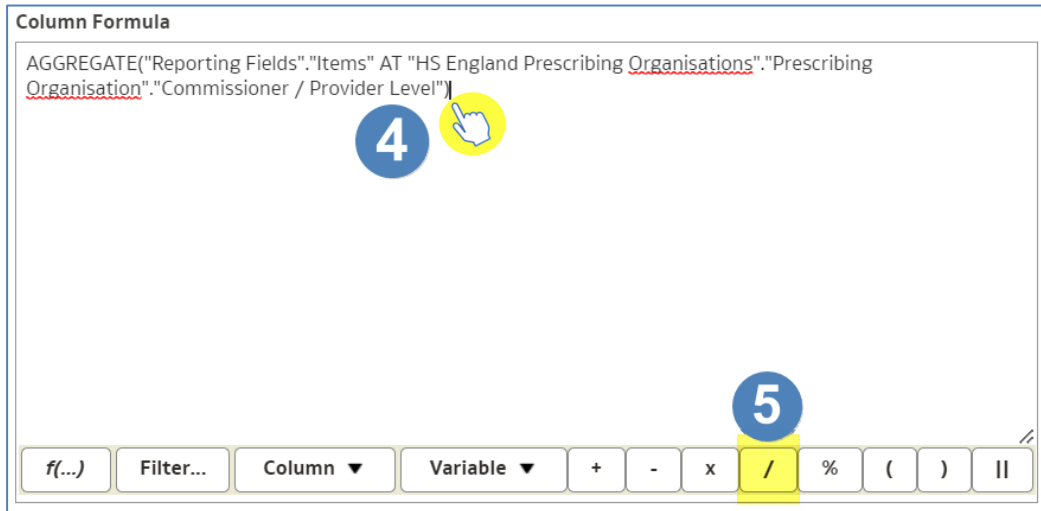 Column Formula
AGGREGATE("Reporting Fields"."Items" AT "HS England Prescribing Organisations"."Prescribing
Organisation"."Commissioner / Provider Level")
4
5
f(...) Filter... Column ▼ Variable ▼ + - x / % ( ) ||